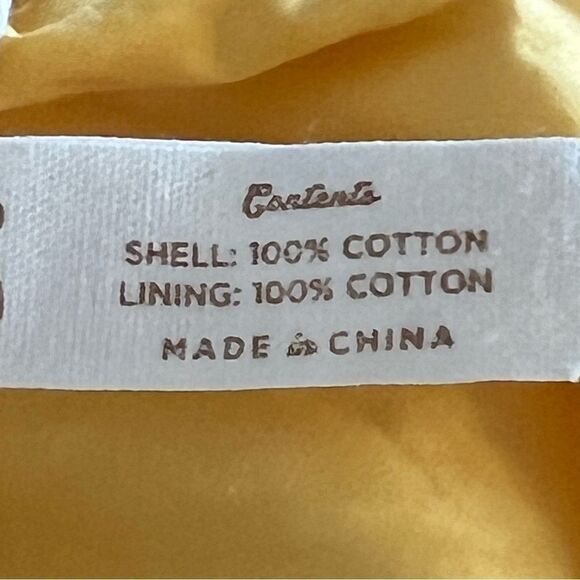 Contents
SHELL: 100% COTTON
LINING: 100% COTTON
MADE in CHINA